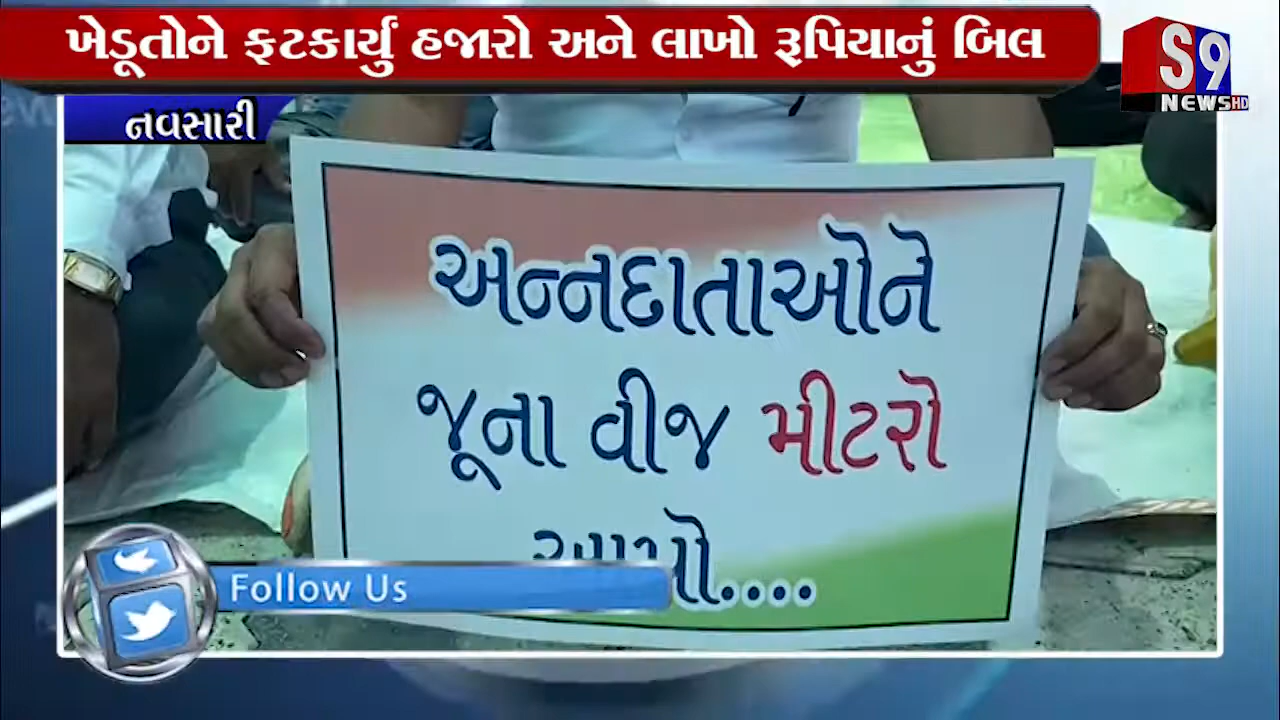 ખેડૂતોને ફટકાર્યું હજારો અને લાખો રૂપિયાનું બિલ
S9
NEWS HD
નવસારી
અન્નદાતાઓને
જૂના વીજ મીટરો
Follow Us